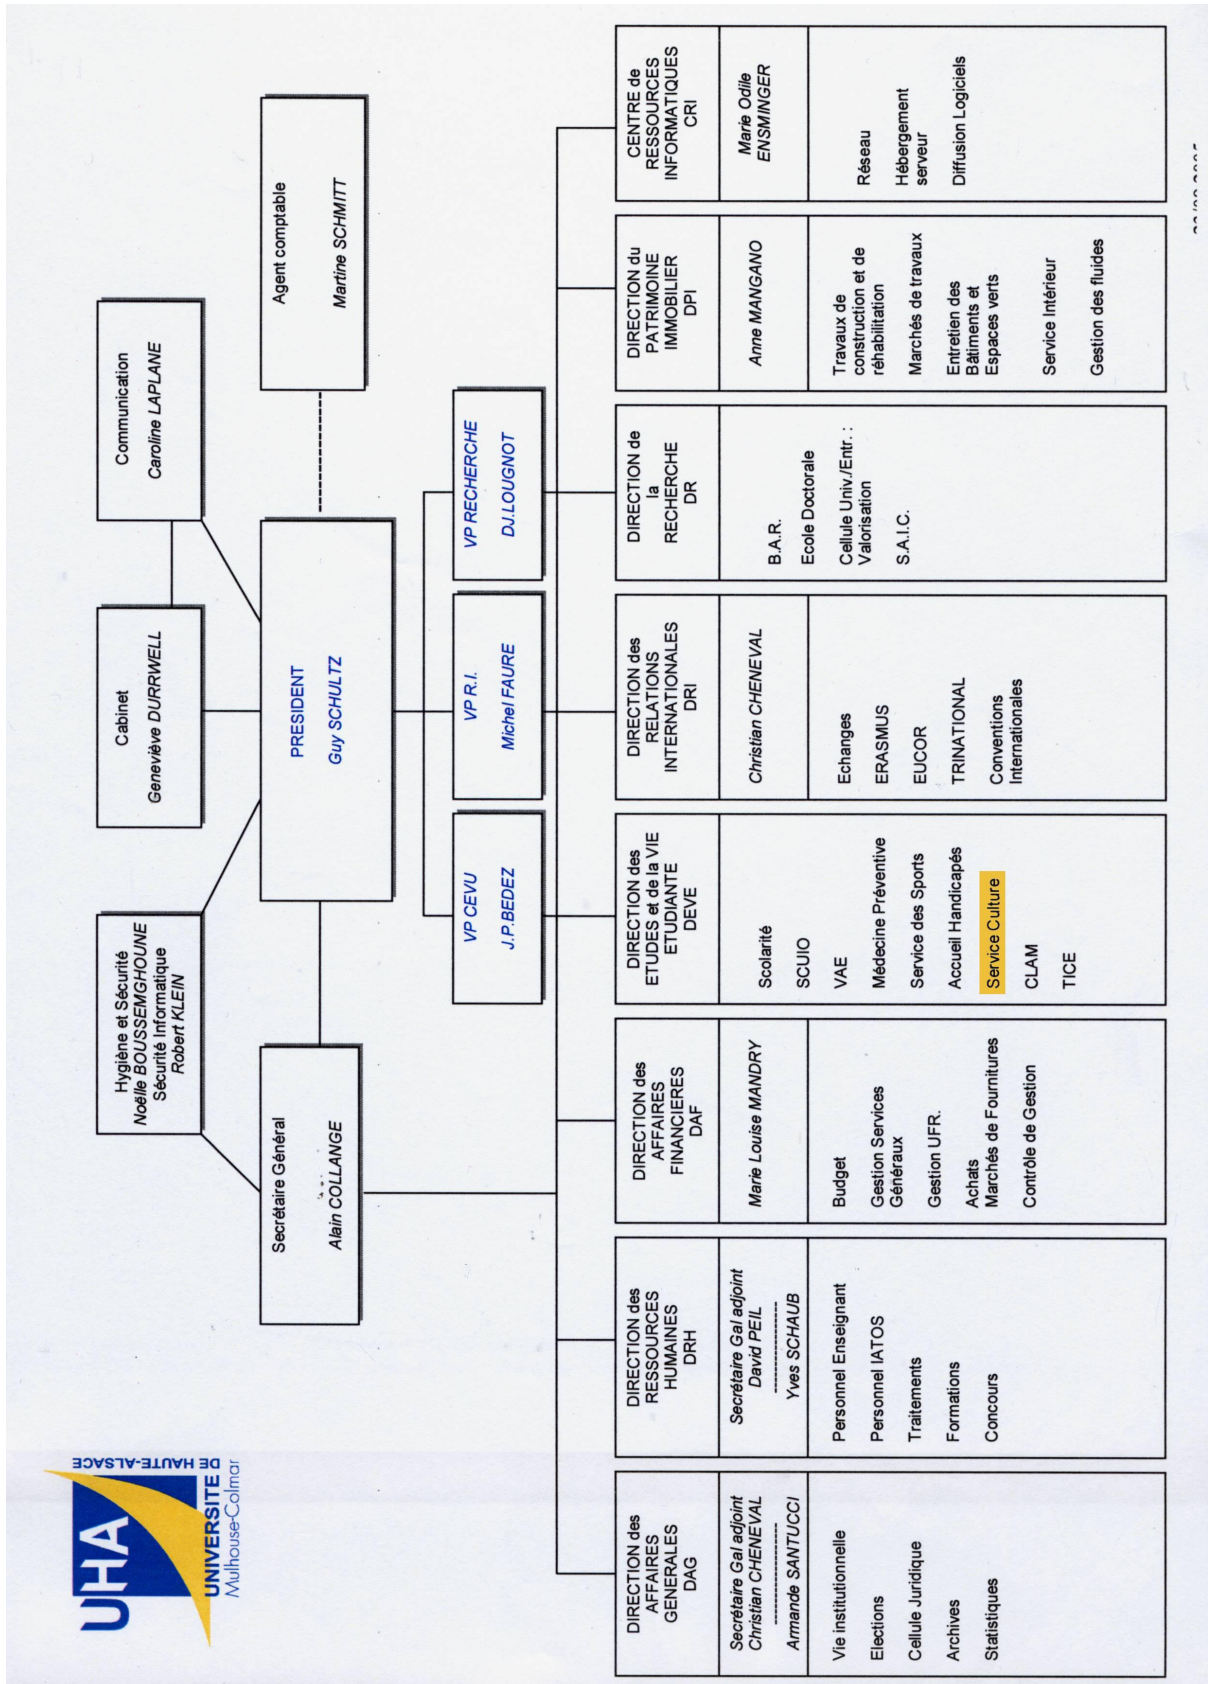 UHA
UNIVERSITE
DE HAUTE-ALSACE
Mulhouse-Colmar
Hygiène et Sécurité
Noëlle BOUSSEMGHOUNE
Sécurité Informatique
Robert KLEIN
Cabinet
Geneviève DURRWELL
Communication
Caroline LAPLANE
Secrétaire Général
Alain COLLANGE
PRESIDENT
Guy SCHULTZ
Agent comptable
Martine SCHMITT
VP CEVU
J.P.BEDEZ
VP R.I.
Michel FAURE
VP RECHERCHE
DJ.LOUGNOT
DIRECTION des
AFFAIRES
GENERALES
DAG
Secrétaire Gal adjoint
Christian CHENEVAL
--------------------
Armande SANTUCCI
Vie institutionnelle
Elections
Cellule Juridique
Archives
Statistiques
DIRECTION des
RESSOURCES
HUMAINES
DRH
Secrétaire Gal adjoint
David PEIL
--------------------
Yves SCHAUB
Personnel Enseignant
Personnel IATOS
Traitements
Formations
Concours
DIRECTION des
AFFAIRES
FINANCIERES
DAF
Marie Louise MANDRY
Budget
Gestion Services
Généraux
Gestion UFR.
Achats
Marchés de Fournitures
Contrôle de Gestion
DIRECTION des
ETUDES et de la VIE
ETUDIANTE
DEVE
Scolarité
SCUIO
VAE
Médecine Préventive
Service des Sports
Accueil Handicapés
Service Culture
CLAM
TICE
DIRECTION des
RELATIONS
INTERNATIONALES
DRI
Christian CHENEVAL
Echanges
ERASMUS
EUCOR
TRINATIONAL
Conventions
Internationales
DIRECTION de
la
RECHERCHE
DR
B.A.R.
Ecole Doctorale
Cellule Univ./Entr. :
Valorisation
S.A.I.C.
DIRECTION du
PATRIMOINE
IMMOBILIER
DPI
Anne MANGANO
Travaux de
construction et de
réhabilitation
Marchés de travaux
Entretien des
Bâtiments et
Espaces verts
Service Intérieur
Gestion des fluides
CENTRE de
RESSOURCES
INFORMATIQUES
CRI
Marie Odile
ENSMINGER
Réseau
Hébergement
serveur
Diffusion Logiciels